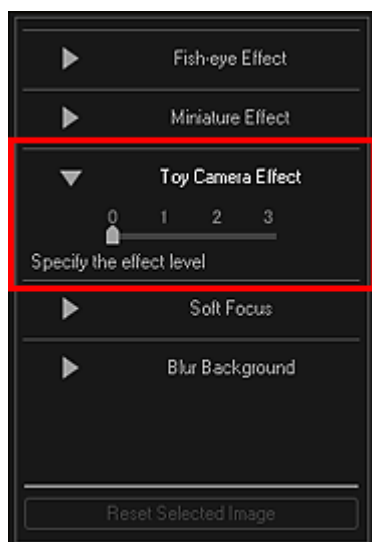 Fish-eye Effect
Miniature Effect
Toy Camera Effect
0 1 2 3
Specify the effect level
Soft Focus
Blur Background
Reset Selected Image